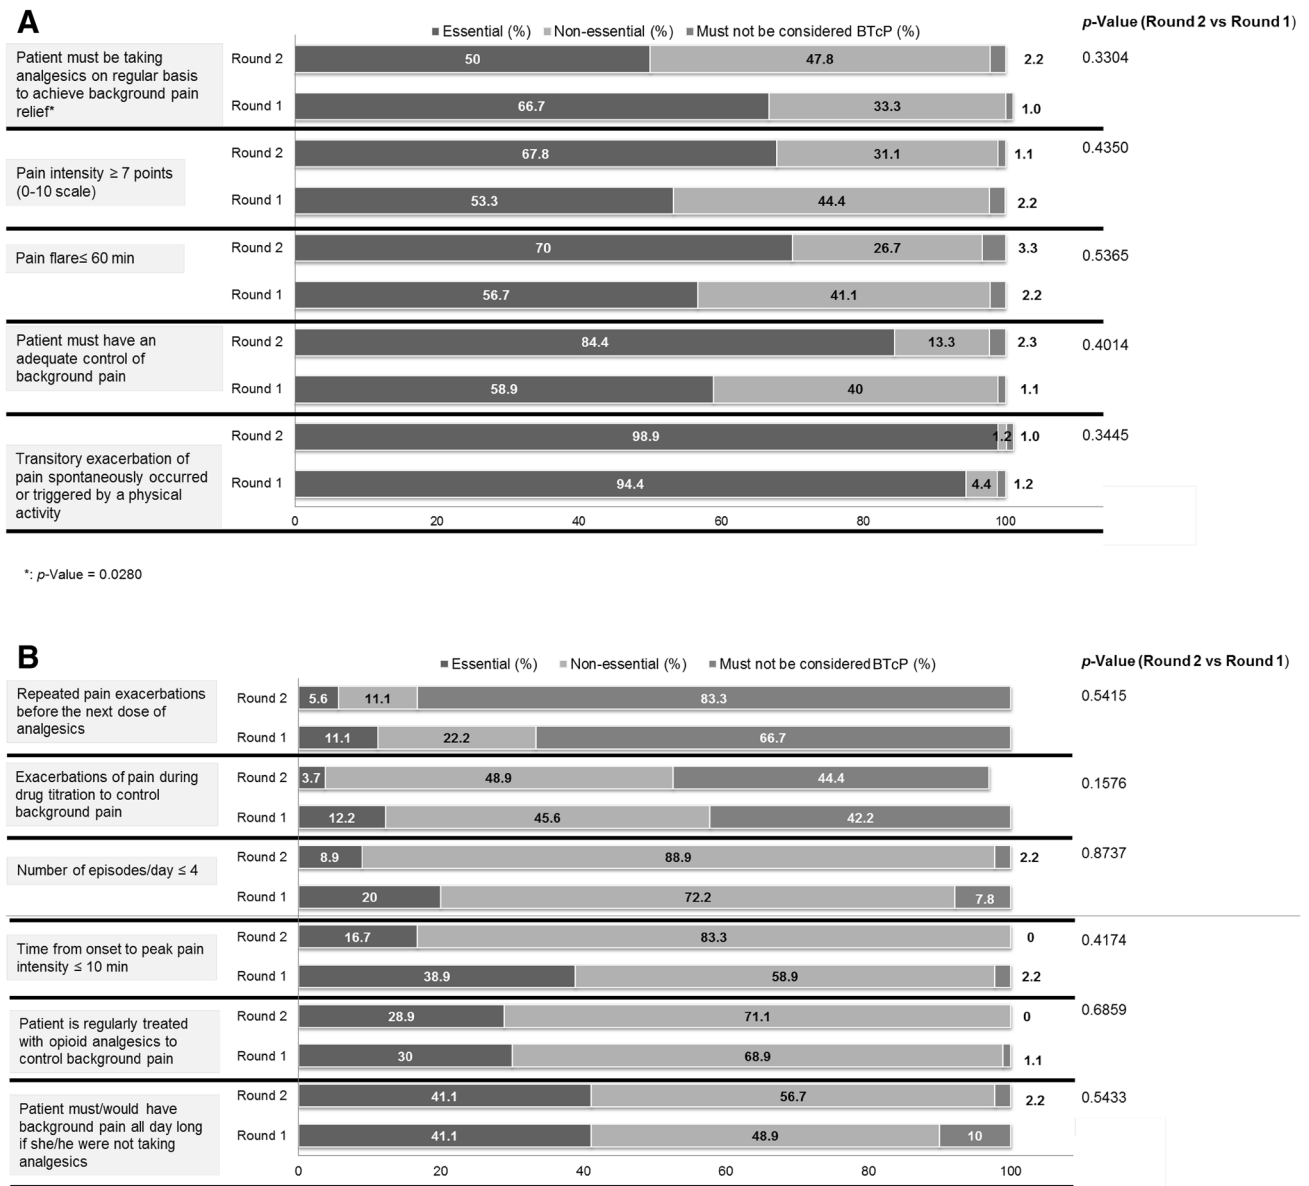 A
p-Value (Round 2 vs Round 1)
Essential (%) Non-essential (%) Must not be considered BTcP (%)
Patient must be taking
analgesics on regular basis
to achieve background pain
relief*
Round 2 50 47.8 2.2 0.3304
Round 1 66.7 33.3 1.0
Pain intensity ≥ 7 points
(0-10 scale)
Round 2 67.8 31.1 1.1 0.4350
Round 1 53.3 44.4 2.2
Pain flare≤ 60 min
Round 2 70 26.7 3.3 0.5365
Round 1 56.7 41.1 2.2
Patient must have an
adequate control of
background pain
Round 2 84.4 13.3 2.3 0.4014
Round 1 58.9 40 1.1
Transitory exacerbation of
pain spontaneously occurred
or triggered by a physical
activity
Round 2 98.9 1.2 1.0 0.3445
Round 1 94.4 4.4 1.2
0 20 40 60 80 100
*: p-Value = 0.0280
B
p-Value (Round 2 vs Round 1)
Essential (%) Non-essential (%) Must not be considered BTcP (%)
Repeated pain exacerbations
before the next dose of
analgesics
Round 2 5.6 11.1 83.3 0.5415
Round 1 11.1 22.2 66.7
Exacerbations of pain during
drug titration to control
background pain
Round 2 3.7 48.9 44.4 0.1576
Round 1 12.2 45.6 42.2
Number of episodes/day ≤ 4
Round 2 8.9 88.9 2.2 0.8737
Round 1 20 72.2 7.8
Time from onset to peak pain
intensity ≤ 10 min
Round 2 16.7 83.3 0 0.4174
Round 1 38.9 58.9 2.2
Patient is regularly treated
with opioid analgesics to
control background pain
Round 2 28.9 71.1 0 0.6859
Round 1 30 68.9 1.1
Patient must/would have
background pain all day long
if she/he were not taking
analgesics
Round 2 41.1 56.7 2.2 0.5433
Round 1 41.1 48.9 10
0 20 40 60 80 100